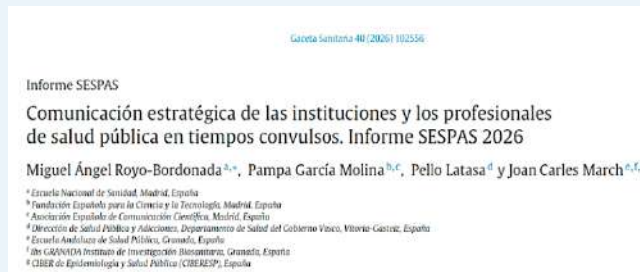 Gaceta Sanitaria 40 (2026) 102556
Informe SESPAS
Comunicación estratégica de las instituciones y los profesionales
de salud pública en tiempos convulsos. Informe SESPAS 2026
Miguel Ángel Royo-Bordonada a,*, Pampa García Molina b,c, Pello Latasa d y Joan Carles March e,f,
a Escuela Nacional de Sanidad, Madrid, España
b Fundación Española para la Ciencia y la Tecnología, Madrid, España
c Asociación Española de Comunicación Científica, Madrid, España
d Dirección de Salud Pública y Adicciones, Departamento de Salud del Gobierno Vasco, Vitoria-Gasteiz, España
e Escuela Andaluza de Salud Pública, Granada, España
f ibs GRANADA Instituto de Investigación Biosanitaria, Granada, España
g CIBER de Epidemiología y Salud Pública (CIBERESP), España